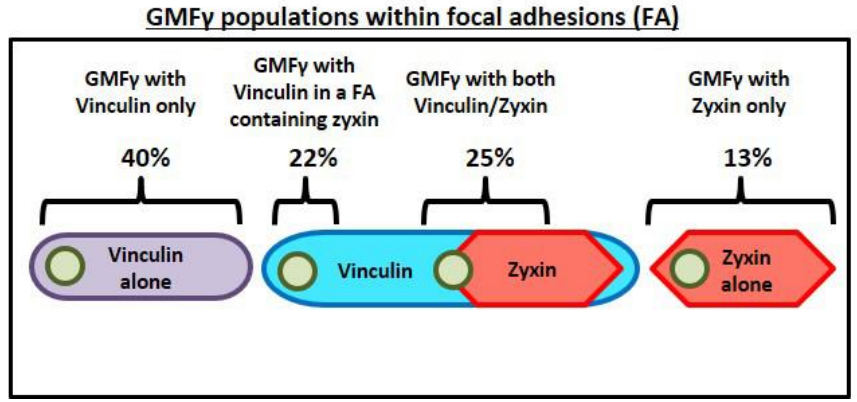 GMFγ populations within focal adhesions (FA)
GMFγ with
Vinculin only
40%
GMFγ with
Vinculin in a FA
containing zyxin
22%
GMFγ with both
Vinculin/Zyxin
25%
GMFγ with
Zyxin only
13%
Vinculin
alone
Vinculin
Zyxin
Zyxin
alone